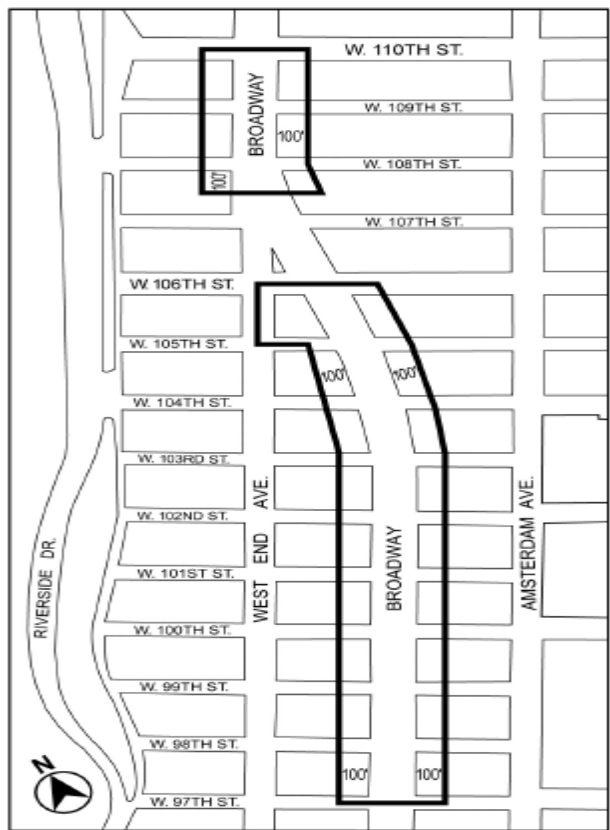 W. 110TH ST.
BROADWAY
W. 109TH ST.
100'
W. 108TH ST.
100'
W. 107TH ST.
W. 106TH ST.
W. 105TH ST.
100'
100'
W. 104TH ST.
W. 103RD ST.
WEST END AVE.
AMSTERDAM AVE.
W. 102ND ST.
BROADWAY
RIVERSIDE DR.
W. 101ST ST.
W. 100TH ST.
W. 99TH ST.
W. 98TH ST.
N
100'
100'
W. 97TH ST.